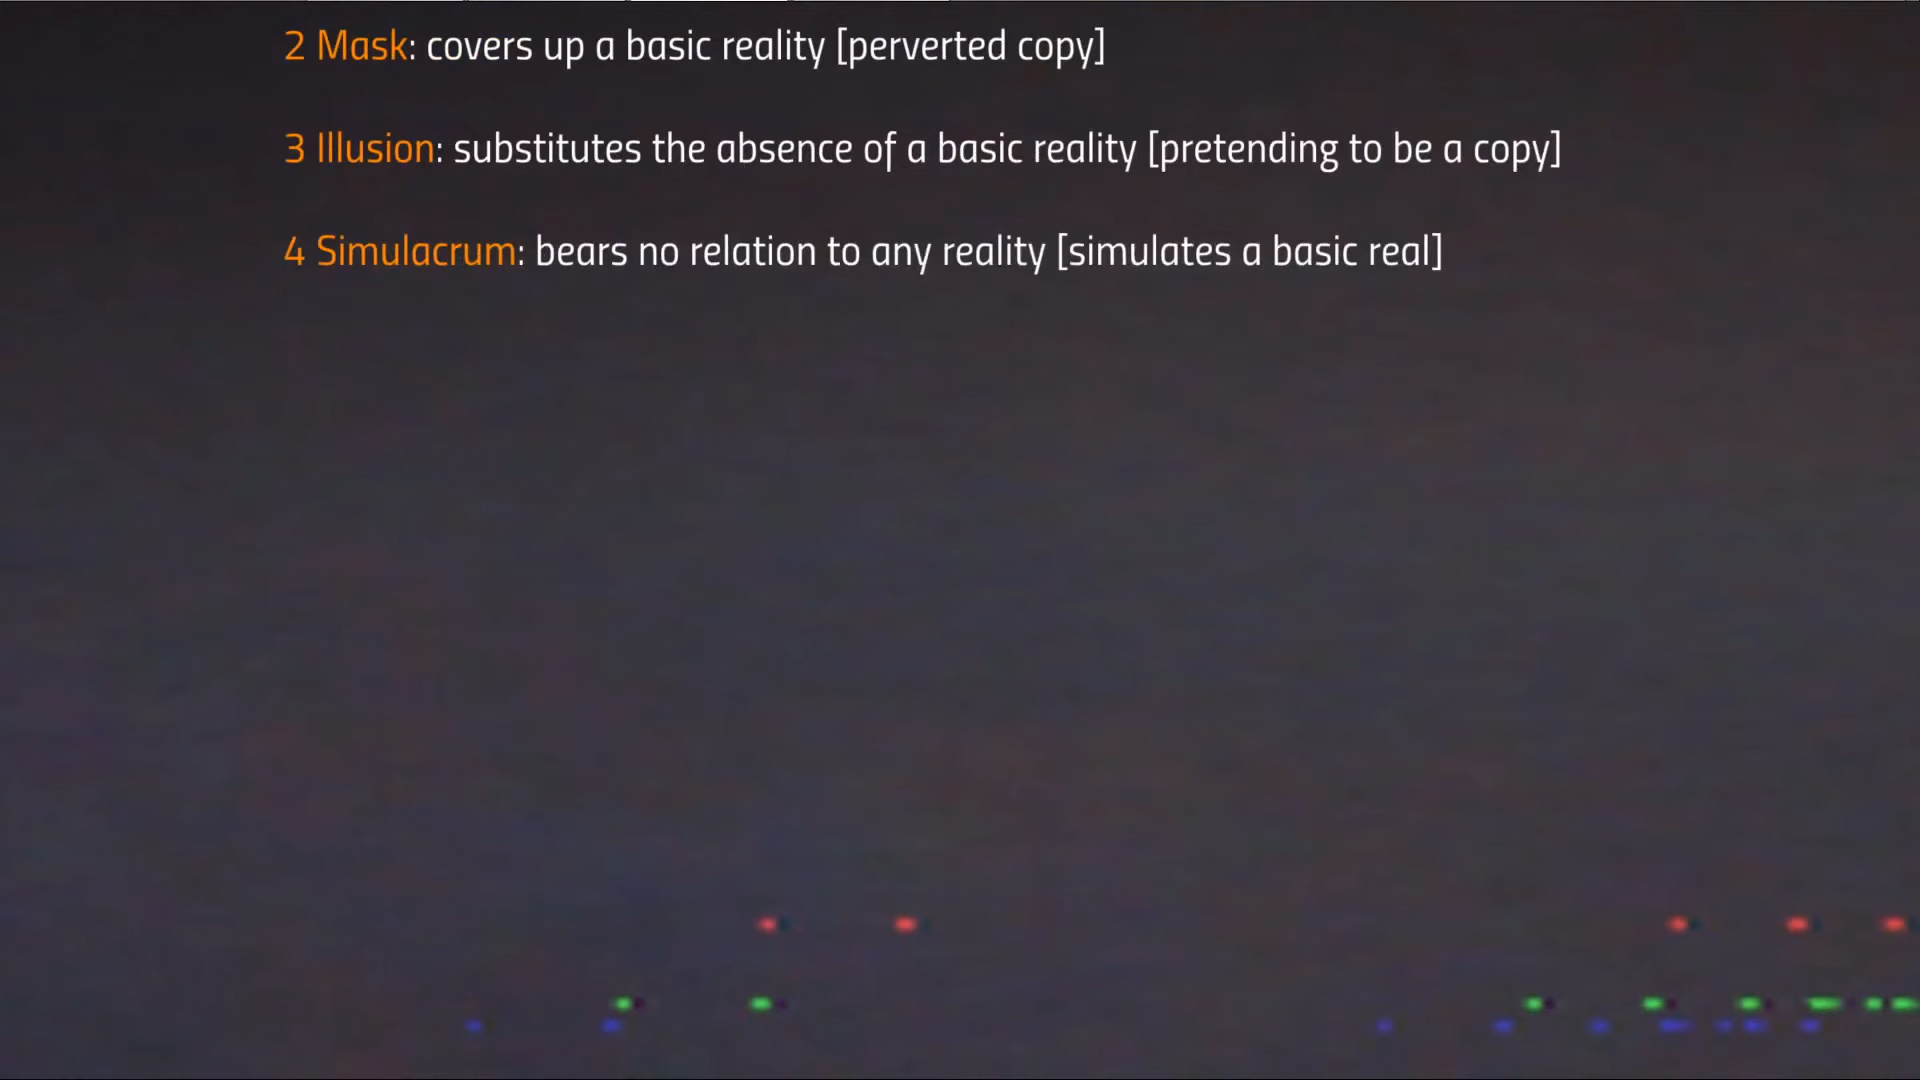 2 Mask: covers up a basic reality [perverted copy]
3 Illusion: substitutes the absence of a basic reality [pretending to be a copy]
4 Simulacrum: bears no relation to any reality [simulates a basic real]